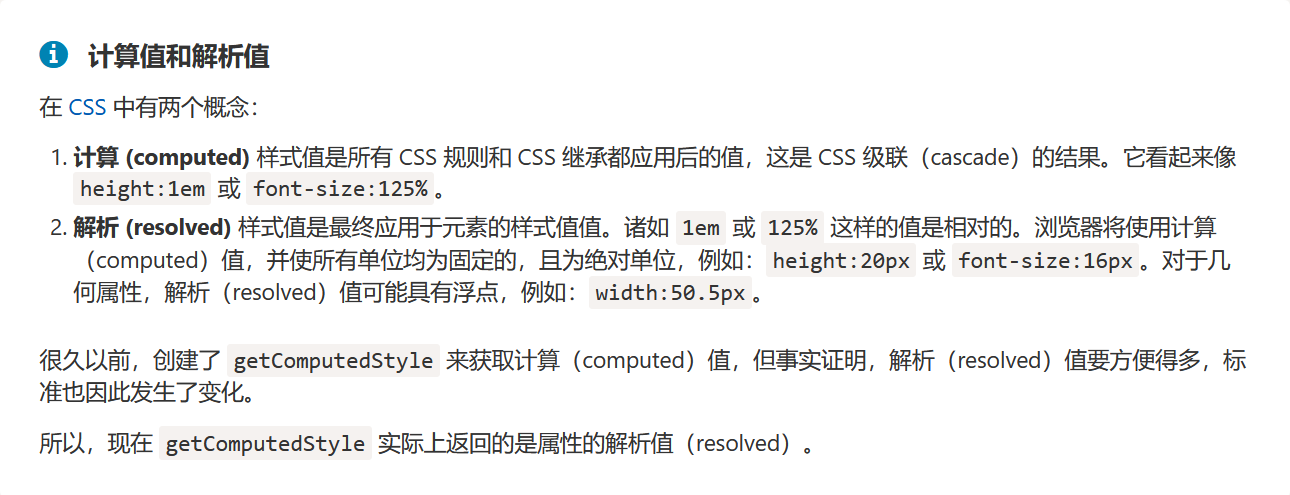 计算值和解析值
在 CSS 中有两个概念：
1. 计算 (computed) 样式值是所有 CSS 规则和 CSS 继承都应用后的值，这是 CSS 级联（cascade）的结果。它看起来像
height:1em 或 font-size:125%。
2. 解析 (resolved) 样式值是最终应用于元素的样式值值。诸如 1em 或 125% 这样的值是相对的。浏览器将使用计算
（computed）值，并使所有单位均为固定的，且为绝对单位，例如：height:20px 或 font-size:16px。对于几
何属性，解析（resolved）值可能具有浮点，例如：width:50.5px。
很久以前，创建了 getComputedStyle 来获取计算（computed）值，但事实证明，解析（resolved）值要方便得多，标
准也因此发生了变化。
所以，现在 getComputedStyle 实际上返回的是属性的解析值（resolved）。